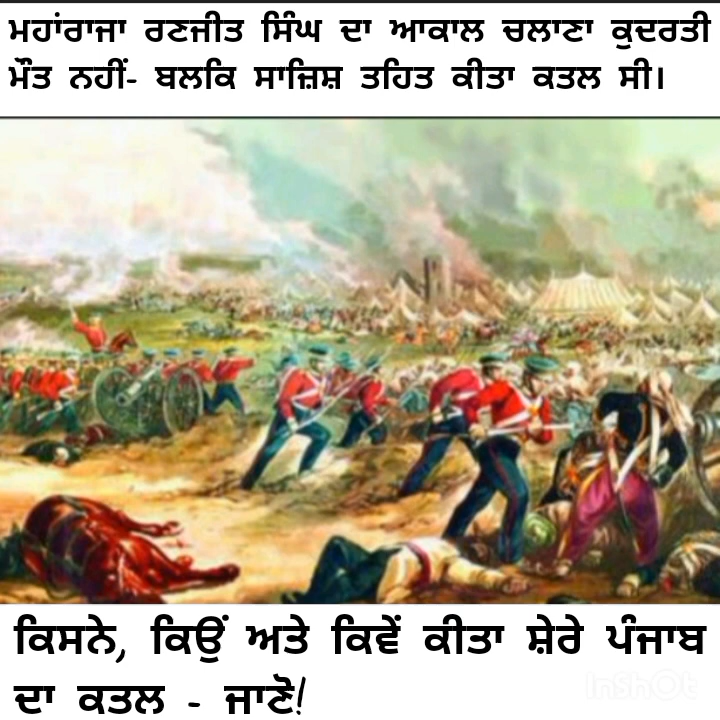 ਮਹਾਂਰਾਜਾ ਰਣਜੀਤ ਸਿੰਘ ਦਾ ਆਕਾਲ ਚਲਾਣਾ ਕੁਦਰਤੀ
ਮੌਤ ਨਹੀਂ- ਬਲਕਿ ਸਾਜ਼ਿਸ਼ ਤਹਿਤ ਕੀਤਾ ਕਤਲ ਸੀ।
ਕਿਸਨੇ, ਕਿਉਂ ਅਤੇ ਕਿਵੇਂ ਕੀਤਾ ਸ਼ੇਰੇ ਪੰਜਾਬ
ਦਾ ਕਤਲ - ਜਾਣੋ!
InShOt